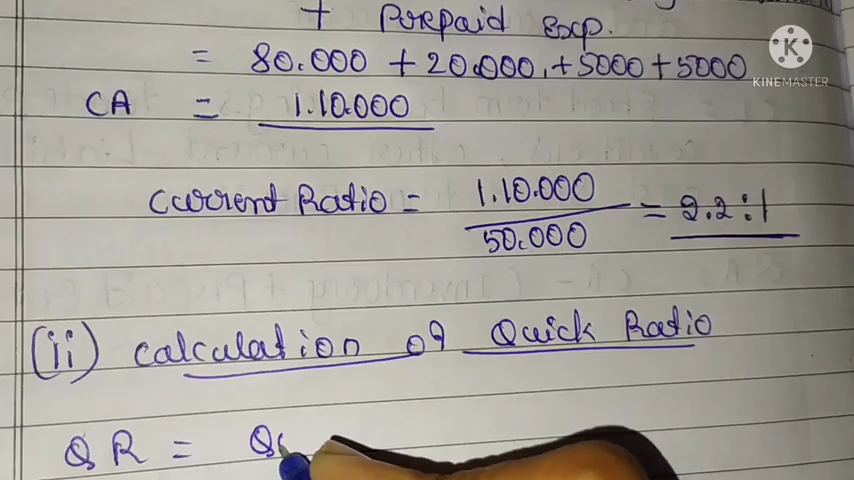 + Prepaid Exp.
= 80.000 + 20.000 + 5000 + 5000
CA = 1.10.000
Current Ratio = 1.10.000 / 50.000 = 2.2:1
(ii) Calculation of Quick Ratio
QR = Q
K
KINEMASTER